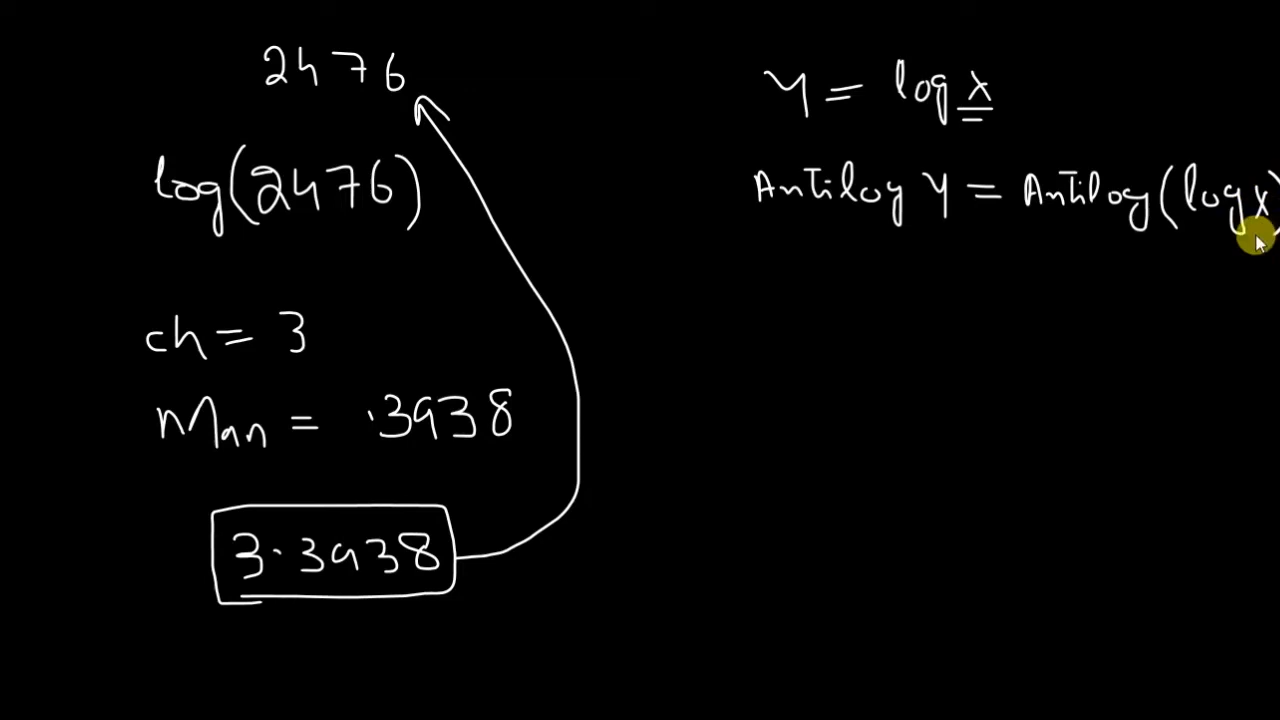 2476
log(2476)
ch = 3
Man = .3938
3.3938
Y = log x
Antilog Y = Antilog(log x)